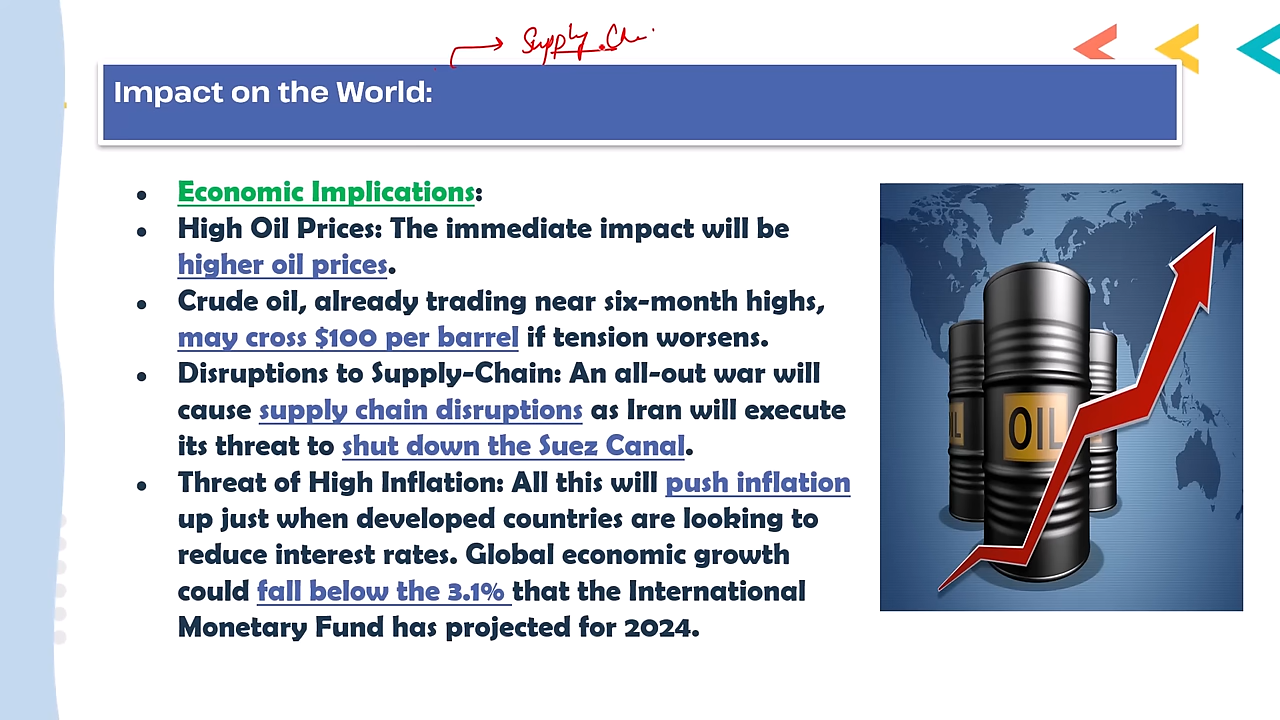 Supply Chai
Impact on the World:
Economic Implications:
High Oil Prices: The immediate impact will be
higher oil prices.
Crude oil, already trading near six-month highs,
may cross $100 per barrel if tension worsens.
Disruptions to Supply-Chain: An all-out war will
cause supply chain disruptions as Iran will execute
its threat to shut down the Suez Canal.
Threat of High Inflation: All this will push inflation
up just when developed countries are looking to
reduce interest rates. Global economic growth
could fall below the 3.1% that the International
Monetary Fund has projected for 2024.
OIL